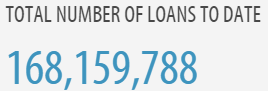 TOTAL NUMBER OF LOANS TO DATE
168,159,788